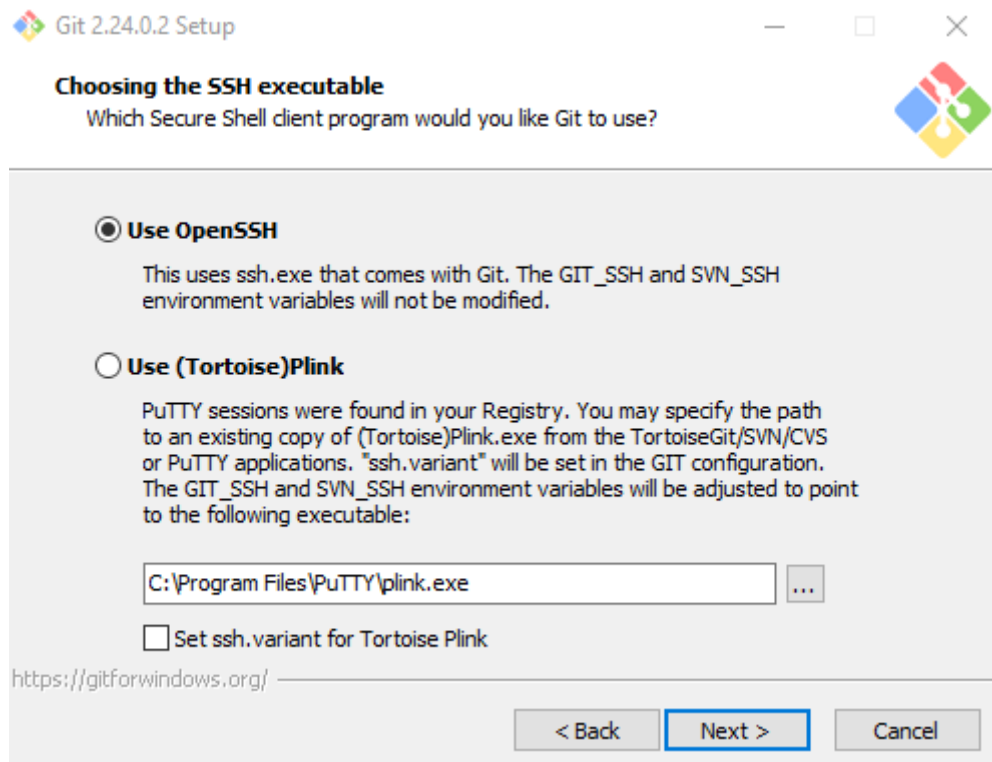 Git 2.24.0.2 Setup
Choosing the SSH executable
Which Secure Shell client program would you like Git to use?
Use OpenSSH
This uses ssh.exe that comes with Git. The GIT_SSH and SVN_SSH
environment variables will not be modified.
Use (Tortoise)Plink
PuTTY sessions were found in your Registry. You may specify the path
to an existing copy of (Tortoise)Plink.exe from the TortoiseGit/SVN/CVS
or PuTTY applications. "ssh.variant" will be set in the GIT configuration.
The GIT_SSH and SVN_SSH environment variables will be adjusted to point
to the following executable:
C:\Program Files\PuTTY\plink.exe
...
Set ssh.variant for Tortoise Plink
https://gitforwindows.org/
< Back
Next >
Cancel